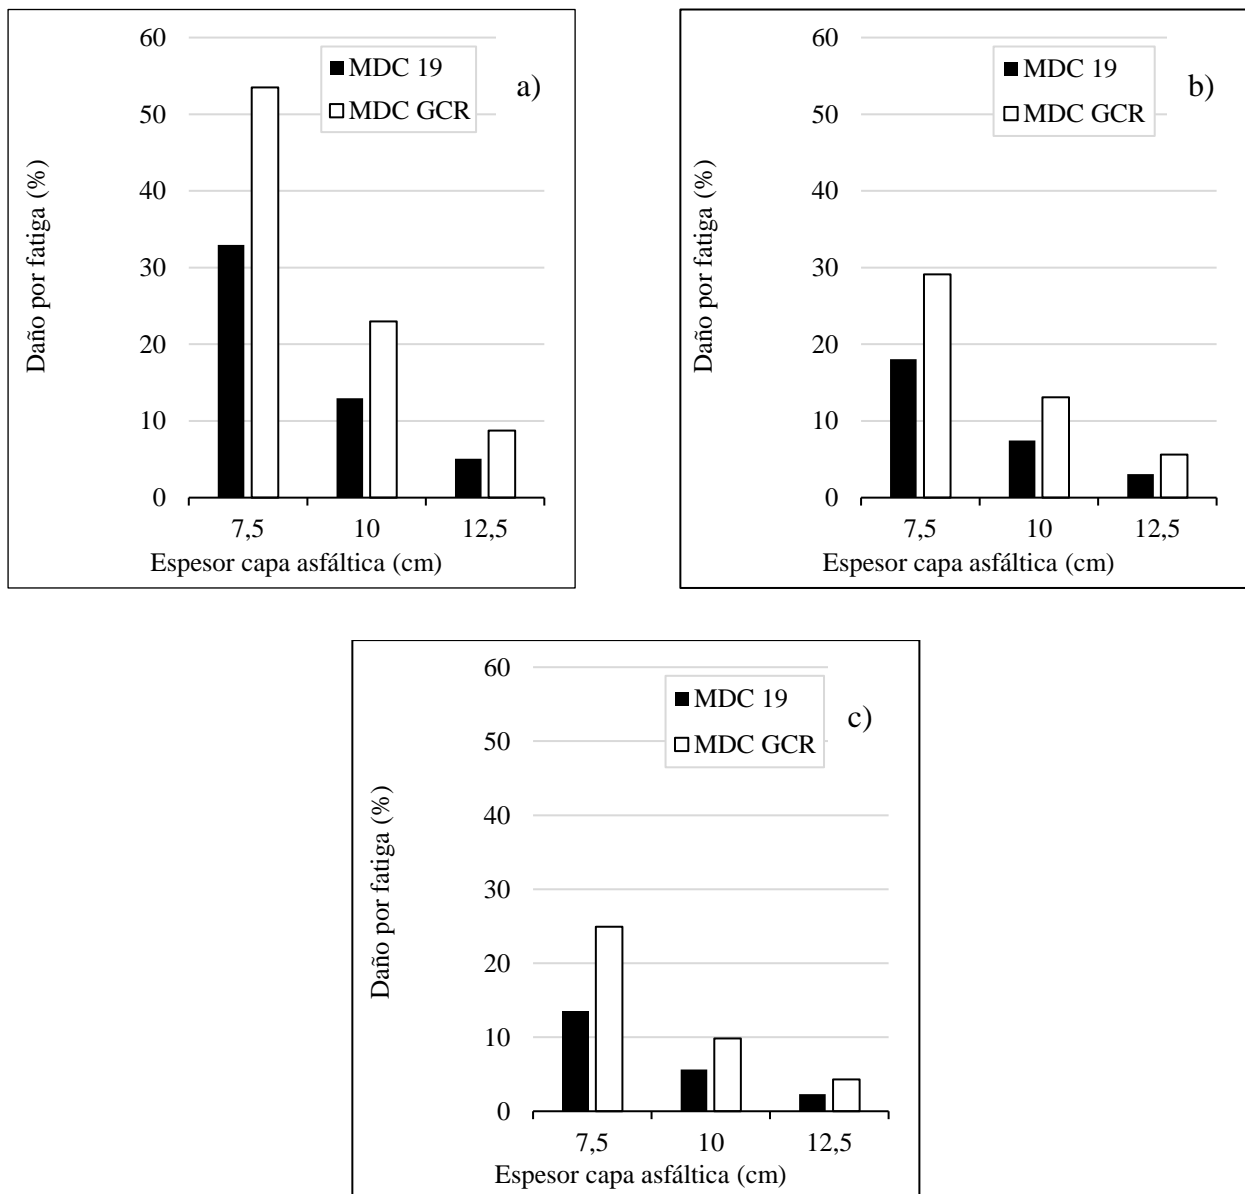 60
50
40
30
20
10
0
Daño por fatiga (%)
MDC 19
MDC GCR
a)
7,5 10 12,5
Espesor capa asfáltica (cm)
60
50
40
30
20
10
0
Daño por fatiga (%)
MDC 19
MDC GCR
b)
7,5 10 12,5
Espesor capa asfáltica (cm)
60
50
40
30
20
10
0
Daño por fatiga (%)
MDC 19
MDC GCR
c)
7,5 10 12,5
Espesor capa asfáltica (cm)